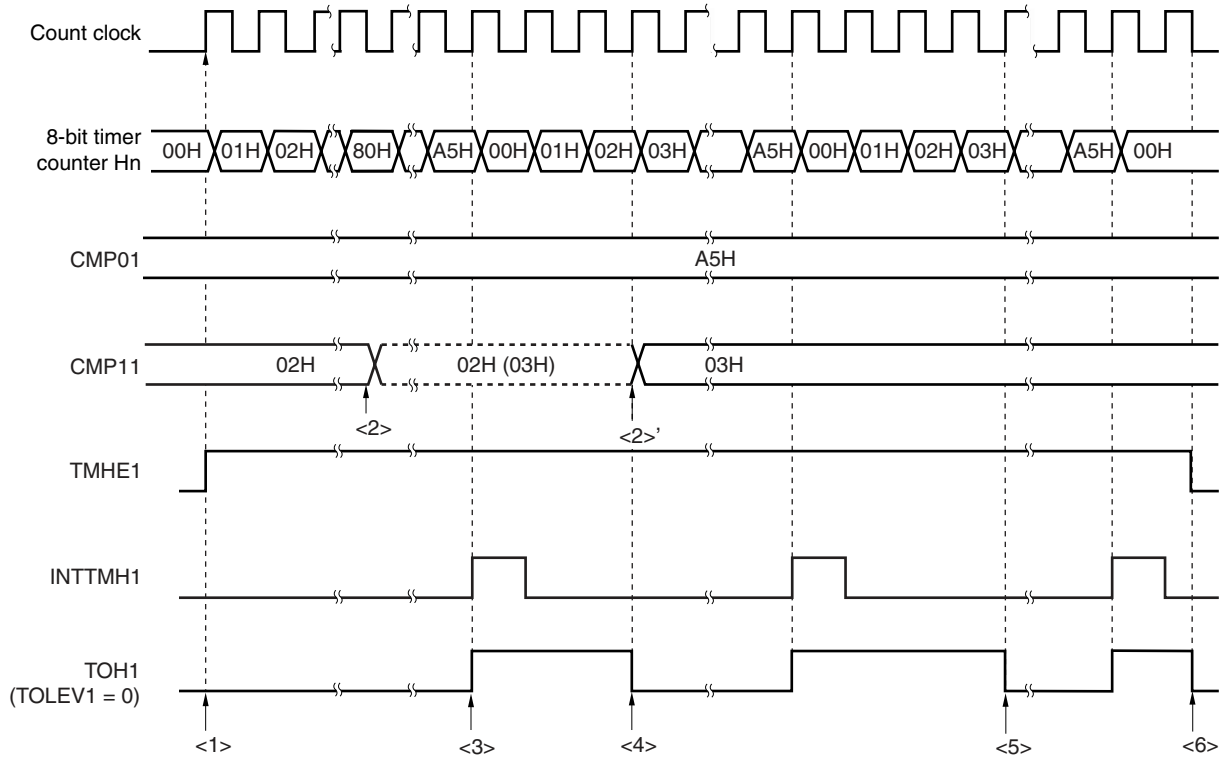 Count clock
8-bit timer
counter Hn
00H 01H 02H 80H A5H 00H 01H 02H 03H A5H 00H 01H 02H 03H A5H 00H
CMP01
A5H
CMP11
02H 02H (03H) 03H
<2> <2>’
TMHE1
INTTMH1
TOH1
(TOLEV1 = 0)
<1> <3> <4> <5> <6>